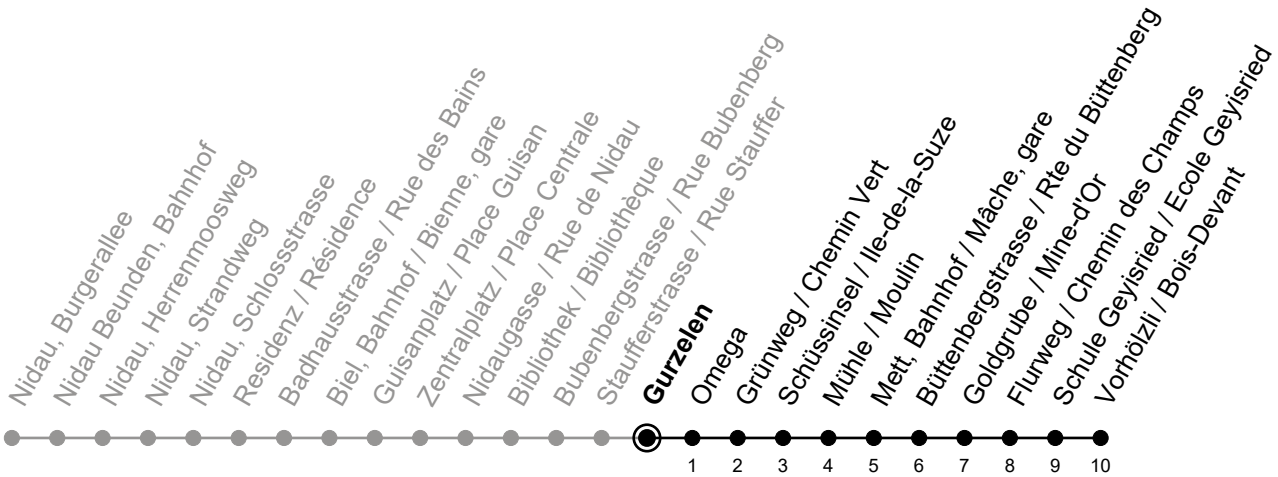 Nidau, Burgerallee
Nidau Beunden, Bahnhof
Nidau, Herrenmoosweg
Nidau, Strandweg
Nidau, Schlossstrasse
Residenz / Résidence
Badhausstrasse / Rue des Bains
Biel, Bahnhof / Bienne, gare
Guisanplatz / Place Guisan
Zentralplatz / Place Centrale
Nidaugasse / Rue de Nidau
Bibliothek / Bibliothèque
Bubenbergstrasse / Rue Bubenberg
Staufferstrasse / Rue Stauffer
Gurzelen
Omega
Grünweg / Chemin Vert
Schüssinsel / Ile-de-la-Suze
Mühle / Moulin
Mett, Bahnhof / Mâche, gare
Büttenbergstrasse / Rte du Büttenberg
Goldgrube / Mine-d'Or
Flurweg / Chemin des Champs
Schule Geyisried / Ecole Geyisried
Vorhölzli / Bois-Devant
1 2 3 4 5 6 7 8 9 10